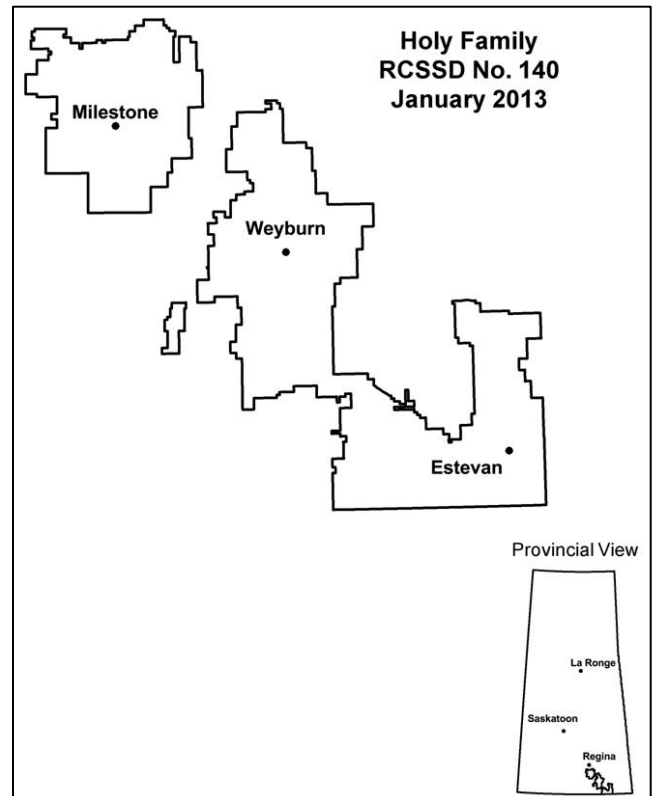 Holy Family
RCSSD No. 140
January 2013
Milestone
Weyburn
Estevan
Provincial View
La Ronge
Saskatoon
Regina